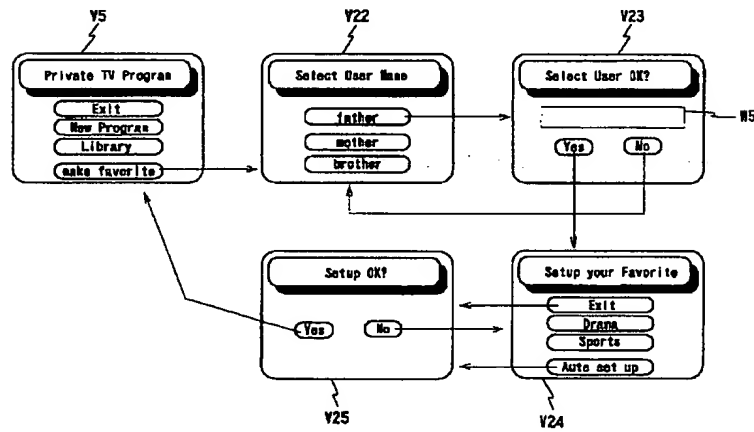 V5
V22
V23
Private TV Program
Exit
New Program
Library
make favorite
Select User Name
father
mother
brother
Select User OK?
W5
Yes
No
Setup OK?
Yes
No
Setup your Favorite
Exit
Drama
Sports
Auto set up
V25
V24